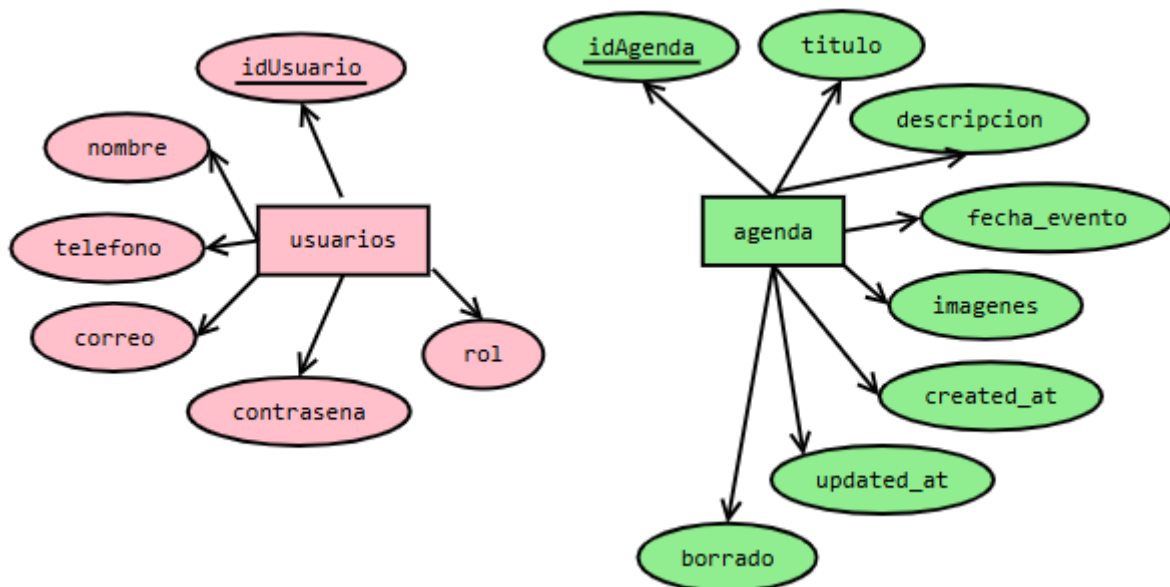 idUsuario
nombre
telefono
usuarios
correo
rol
contrasena
idAgenda
titulo
descripcion
fecha_evento
agenda
imagenes
created_at
updated_at
borrado